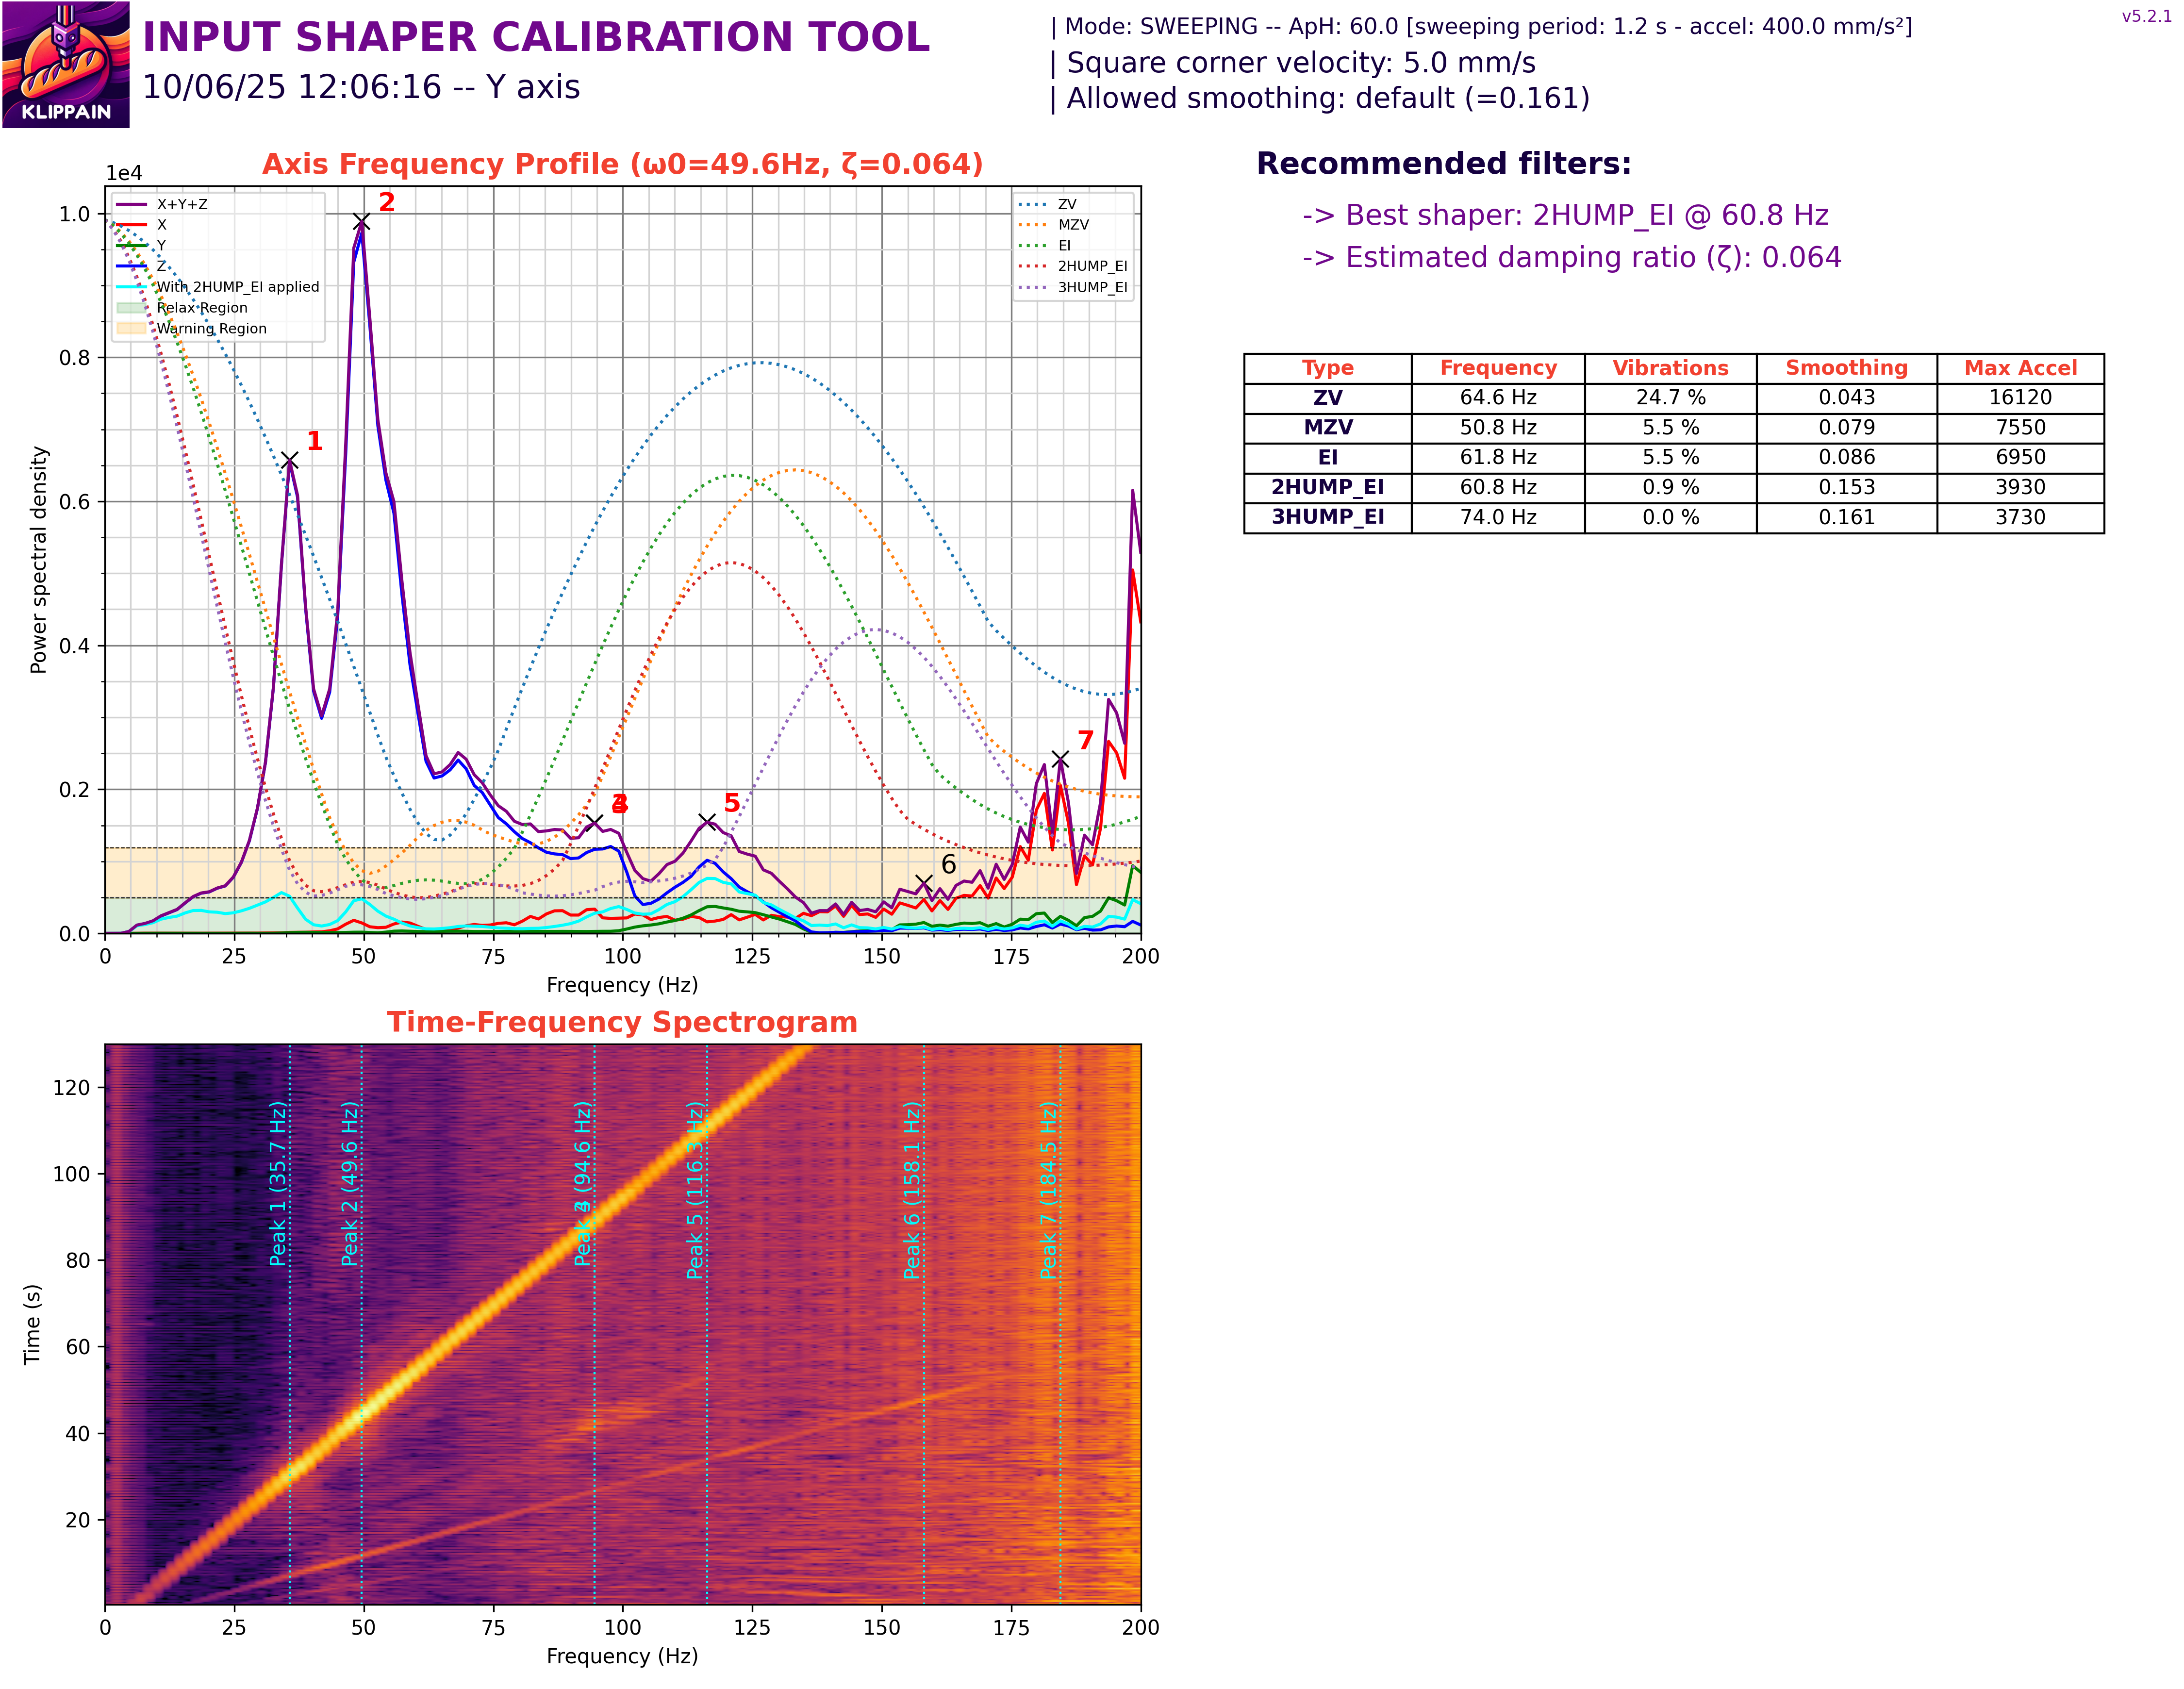 KLIPPAIN
INPUT SHAPER CALIBRATION TOOL
10/06/25 12:06:16 -- Y axis
| Mode: SWEEPING -- ApH: 60.0 [sweeping period: 1.2 s - accel: 400.0 mm/s²]
| Square corner velocity: 5.0 mm/s
| Allowed smoothing: default (=0.161)
v5.2.1
Axis Frequency Profile (ω0=49.6Hz, ζ=0.064)
1e4
X+Y+Z
X
Y
Z
With 2HUMP_EI applied
Relax Region
Warning Region
ZV
MZV
EI
2HUMP_EI
3HUMP_EI
1
2
5
6
7
Power spectral density
1.0
0.8
0.6
0.4
0.2
0.0
0 25 50 75 100 125 150 175 200
Frequency (Hz)
Recommended filters:
-> Best shaper: 2HUMP_EI @ 60.8 Hz
-> Estimated damping ratio (ζ): 0.064
Type Frequency Vibrations Smoothing Max Accel
ZV 64.6 Hz 24.7 % 0.043 16120
MZV 50.8 Hz 5.5 % 0.079 7550
EI 61.8 Hz 5.5 % 0.086 6950
2HUMP_EI 60.8 Hz 0.9 % 0.153 3930
3HUMP_EI 74.0 Hz 0.0 % 0.161 3730
Time-Frequency Spectrogram
Time (s)
120
100
80
60
40
20
Peak 1 (35.7 Hz)
Peak 2 (49.6 Hz)
Peak (94.6 Hz)
Peak 5 (116.3 Hz)
Peak 6 (158.1 Hz)
Peak 7 (184.5 Hz)
0 25 50 75 100 125 150 175 200
Frequency (Hz)